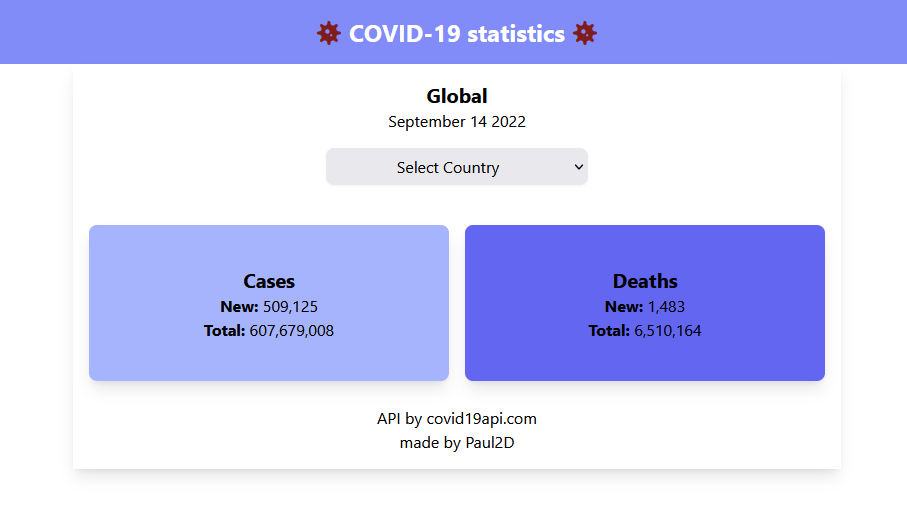 COVID-19 statistics
Global
September 14 2022
Select Country
Cases
New: 509,125
Total: 607,679,008
Deaths
New: 1,483
Total: 6,510,164
API by covid19api.com
made by Paul2D